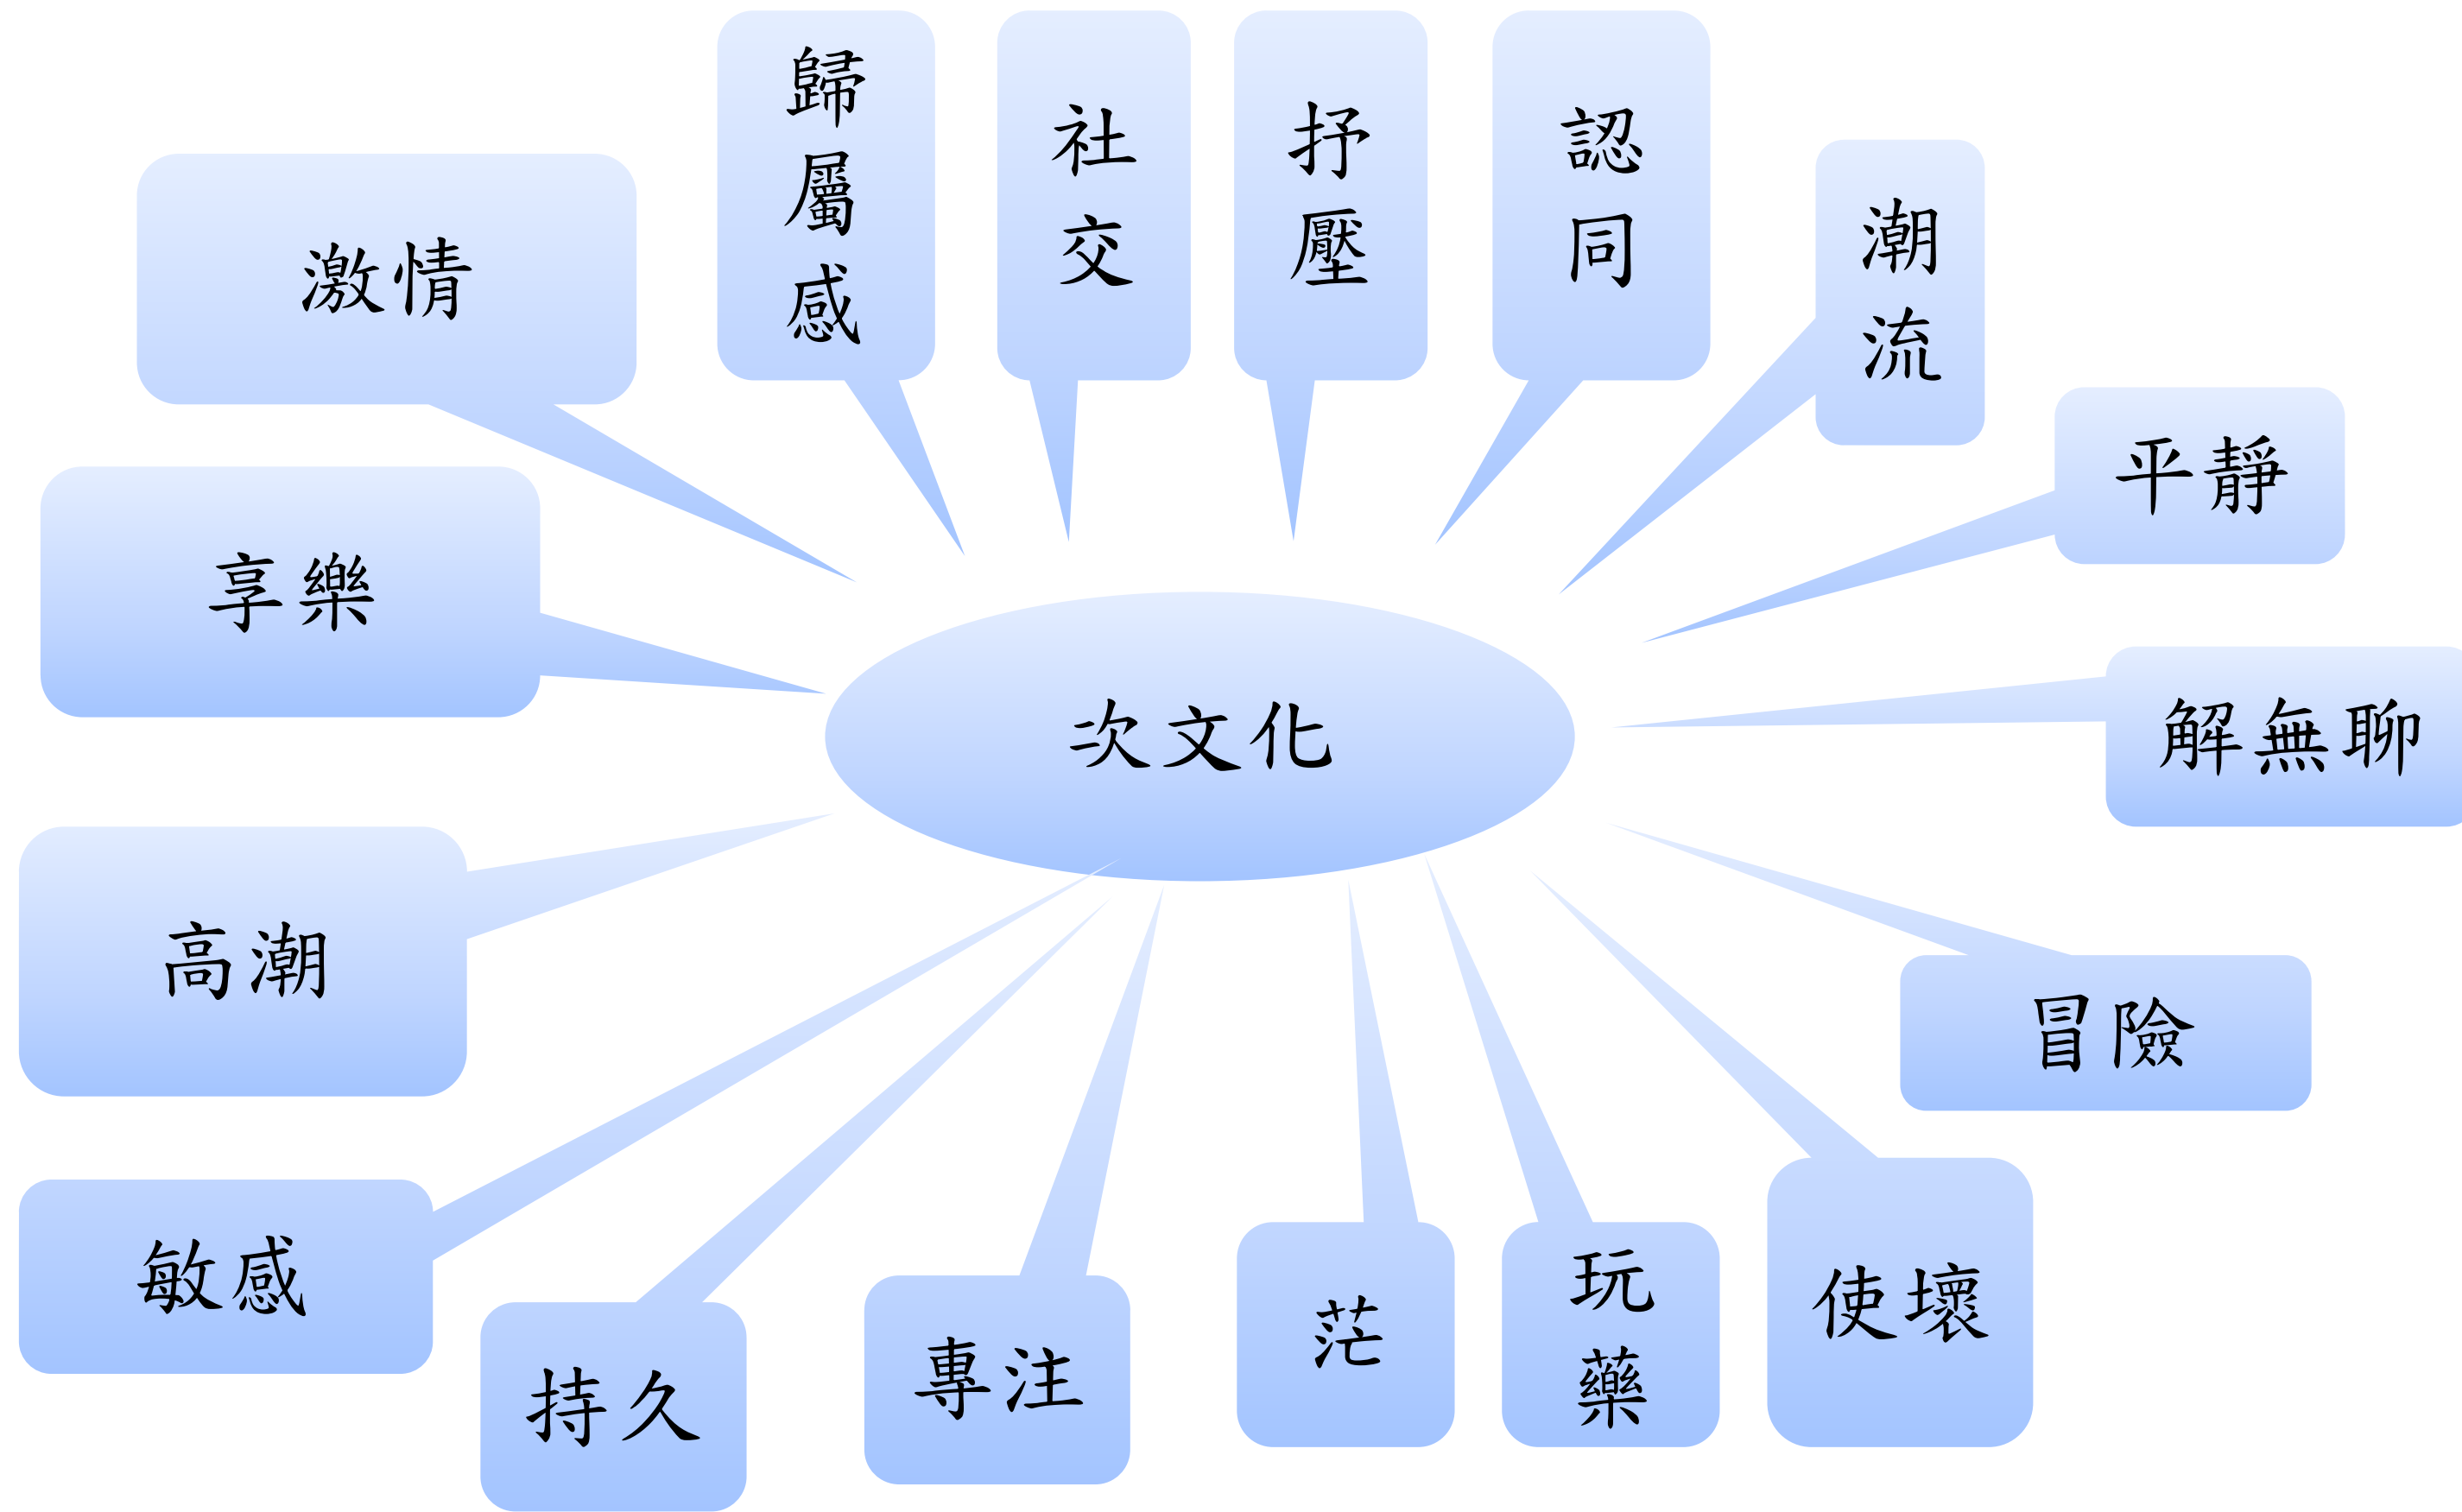 歸屬感
社交
抒壓
認同
潮流
激情
平靜
享樂
次文化
解無聊
高潮
冒險
敏感
持久
專注
茫
玩藥
使壞